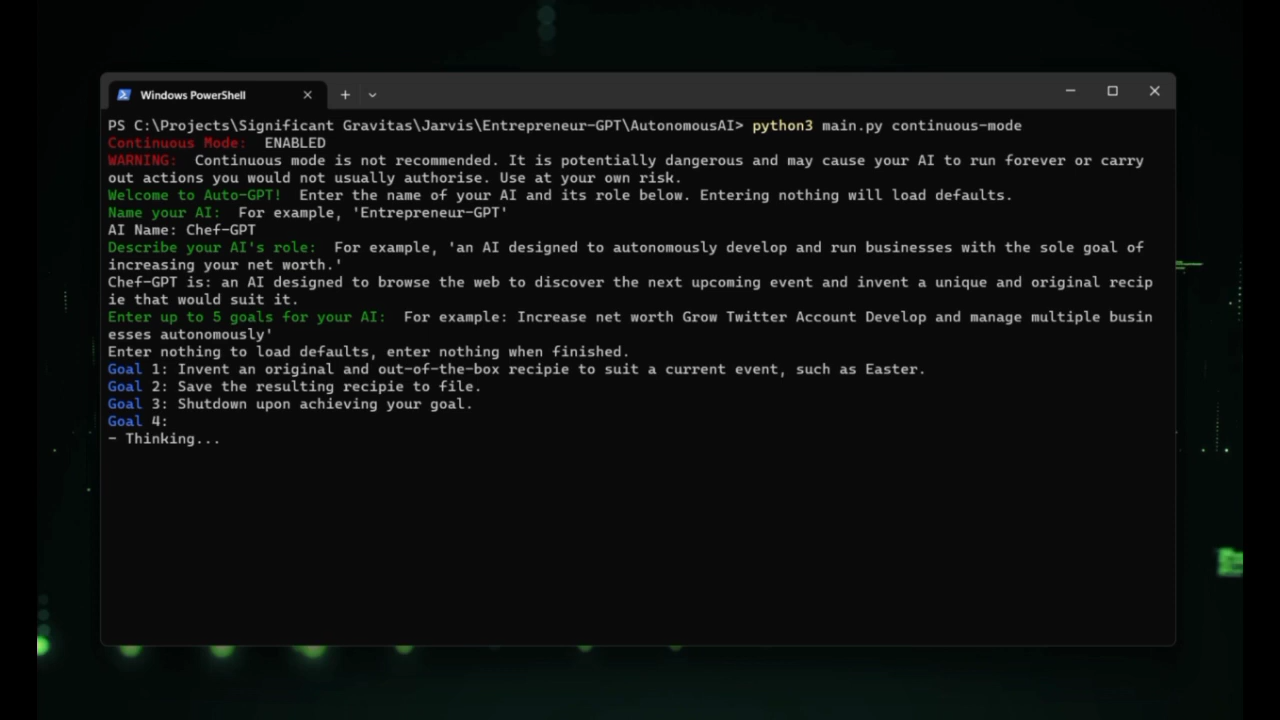 Windows PowerShell
PS C:\Projects\Significant Gravitas\Jarvis\Entrepreneur-GPT\AutonomousAI> python3 main.py continuous-mode
Continuous Mode:  ENABLED
WARNING:  Continuous mode is not recommended. It is potentially dangerous and may cause your AI to run forever or carry
out actions you would not usually authorise. Use at your own risk.
Welcome to Auto-GPT!  Enter the name of your AI and its role below. Entering nothing will load defaults.
Name your AI:  For example, 'Entrepreneur-GPT'
AI Name: Chef-GPT
Describe your AI's role:  For example, 'an AI designed to autonomously develop and run businesses with the sole goal of
increasing your net worth.'
Chef-GPT is: an AI designed to browse the web to discover the next upcoming event and invent a unique and original recip
ie that would suit it.
Enter up to 5 goals for your AI:  For example: Increase net worth Grow Twitter Account Develop and manage multiple busin
esses autonomously'
Enter nothing to load defaults, enter nothing when finished.
Goal 1: Invent an original and out-of-the-box recipie to suit a current event, such as Easter.
Goal 2: Save the resulting recipie to file.
Goal 3: Shutdown upon achieving your goal.
Goal 4:
- Thinking...